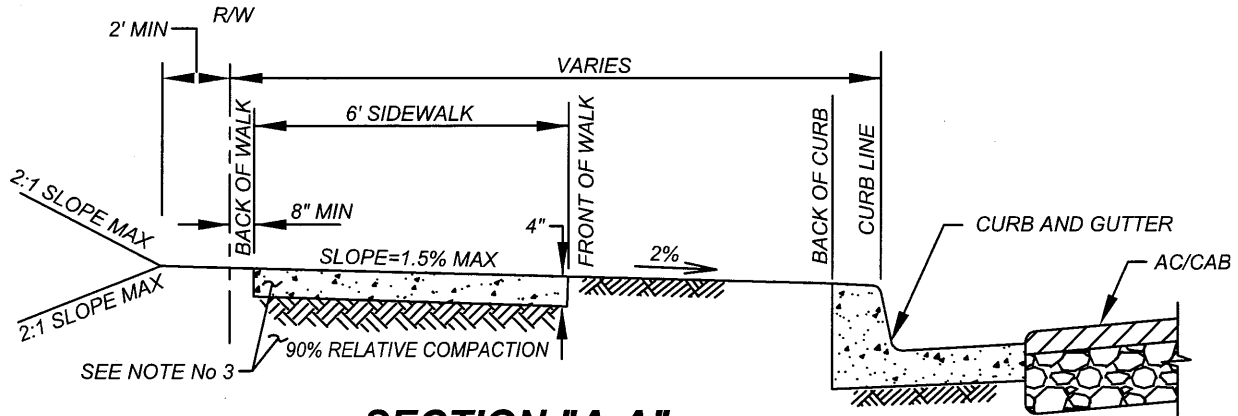 R/W
2' MIN
VARIES
6' SIDEWALK
BACK OF WALK
FRONT OF WALK
BACK OF CURB
CURB LINE
2:1 SLOPE MAX
8" MIN
4"
CURB AND GUTTER
SLOPE=1.5% MAX
2%
AC/CAB
2:1 SLOPE MAX
90% RELATIVE COMPACTION
SEE NOTE No 3
SECTION "A-A"